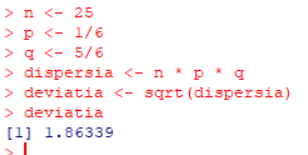 > n <- 25
> p <- 1/6
> q <- 5/6
> dispersia <- n * p * q
> deviatia <- sqrt(dispersia)
> deviatia
[1] 1.86339
>